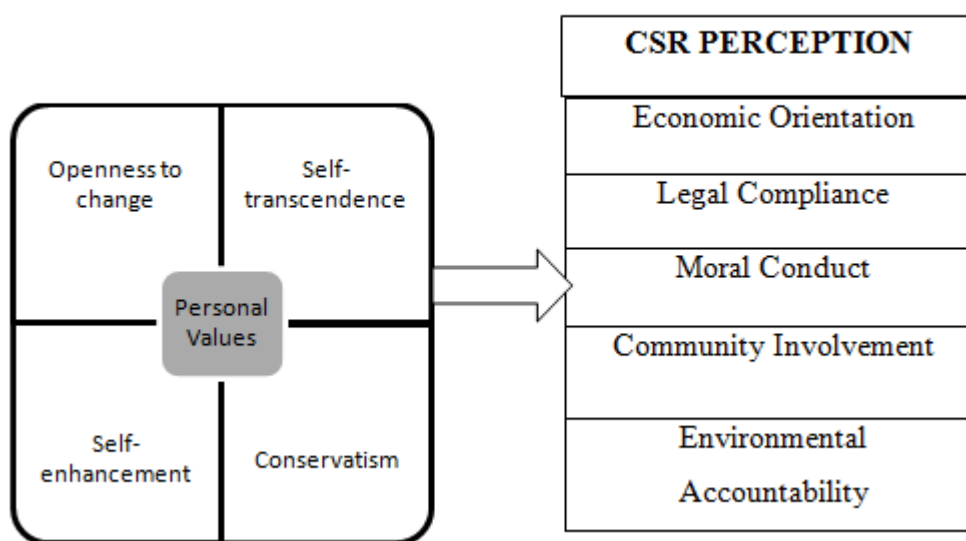 Openness to
change
Self-
transcendence
Personal
Values
Self-
enhancement
Conservatism
CSR PERCEPTION
Economic Orientation
Legal Compliance
Moral Conduct
Community Involvement
Environmental
Accountability